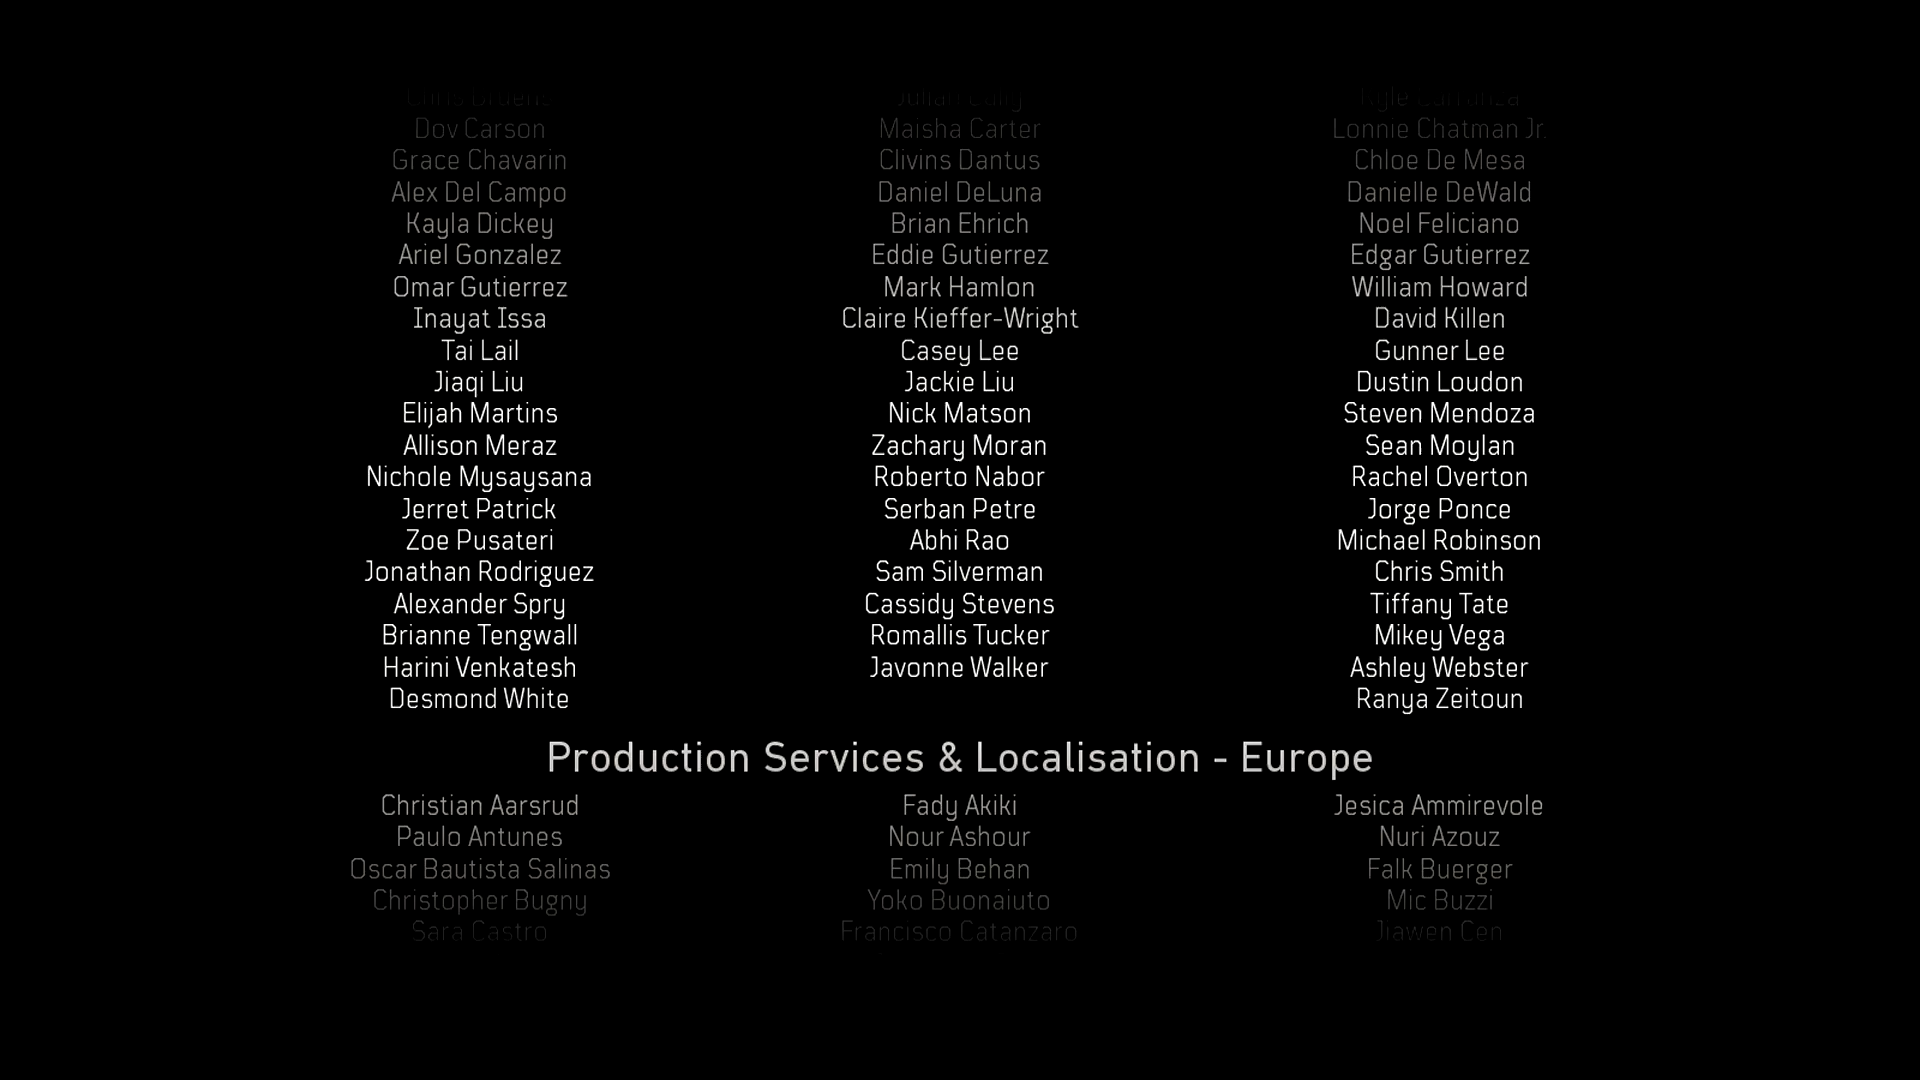 Dov Carson Maisha Carter Lonnie Chatman Jr.
Grace Chavarin Clivins Dantus Chloe De Mesa
Alex Del Campo Daniel DeLuna Danielle DeWald
Kayla Dickey Brian Ehrich Noel Feliciano
Ariel Gonzalez Eddie Gutierrez Edgar Gutierrez
Omar Gutierrez Mark Hamlon William Howard
Inayat Issa Claire Kieffer-Wright David Killen
Tai Lail Casey Lee Gunner Lee
Jiaqi Liu Jackie Liu Dustin Loudon
Elijah Martins Nick Matson Steven Mendoza
Allison Meraz Zachary Moran Sean Moylan
Nichole Mysaysana Roberto Nabor Rachel Overton
Jerret Patrick Serban Petre Jorge Ponce
Zoe Pusateri Abhi Rao Michael Robinson
Jonathan Rodriguez Sam Silverman Chris Smith
Alexander Spry Cassidy Stevens Tiffany Tate
Brianne Tengwall Romallis Tucker Mikey Vega
Harini Venkatesh Javonne Walker Ashley Webster
Desmond White Ranya Zeitoun
Production Services & Localisation - Europe
Christian Aarsrud Fady Akiki Jesica Ammirevole
Paulo Antunes Nour Ashour Nuri Azouz
Oscar Bautista Salinas Emily Behan Falk Buerger
Christopher Bugny Yoko Buonaiuto Mic Buzzi
Sara Castro Francisco Catanzaro Jiawen Cen